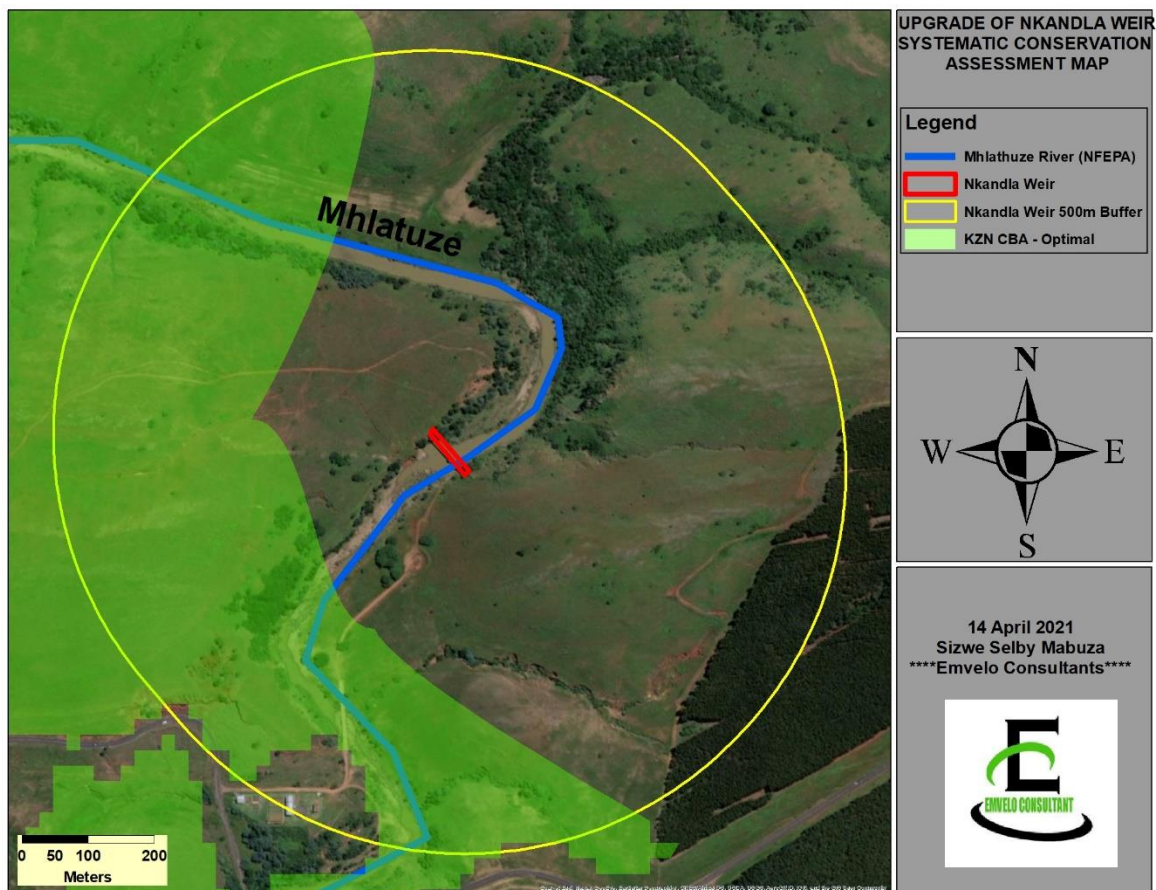 UPGRADE OF NKANDLA WEIR
SYSTEMATIC CONSERVATION
ASSESSMENT MAP
Legend
Mhlathuze River (NFEPA)
Nkandla Weir
Nkandla Weir 500m Buffer
KZN CBA - Optimal
Mhlatuze
N
W
E
S
14 April 2021
Sizwe Selby Mabuza
****Emvelo Consultants****
E
EMVELO CONSULTANT
0 50 100 200
Meters